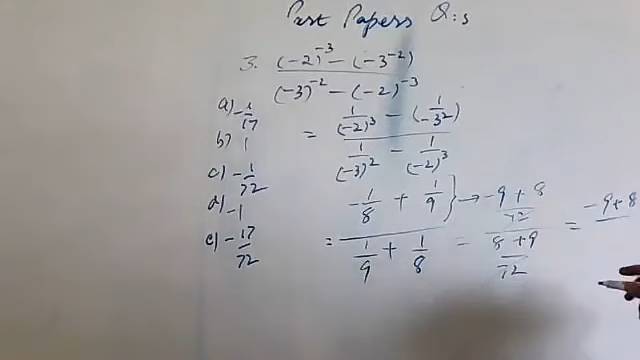 Past Papers Q:s
3. (-2)^-3 - (-3^-2)
(-3)^-2 - (-2)^-3
a) -1/17
b) 1
c) -1/72
d) -1
e) -17/72
= 1/(-2)^3 - (1/-3^2)
1/(-3)^2 - 1/(-2)^3
-1/8 + 1/9 } → -9+8/72 = -9+8
= 1/9 + 1/8 = 8+9/72